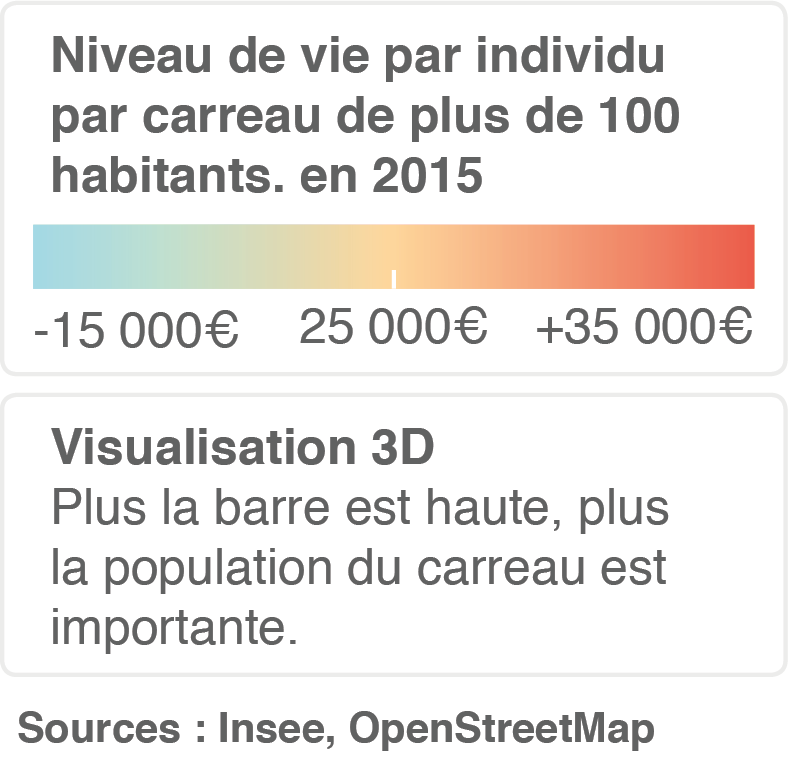 Niveau de vie par individu
par carreau de plus de 100
habitants. en 2015
-15 000€ 25 000€ +35 000€
Visualisation 3D
Plus la barre est haute, plus
la population du carreau est
importante.
Sources : Insee, OpenStreetMap